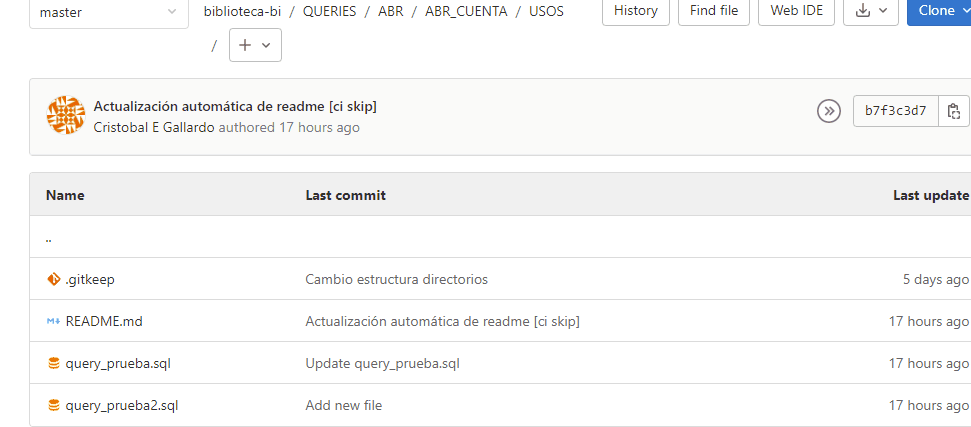 master
biblioteca-bi / QUERIES / ABR / ABR_CUENTA / USOS
/ +
History
Find file
Web IDE
Clone
Actualización automática de readme [ci skip]
Cristobal E Gallardo authored 17 hours ago
b7f3c3d7
Name Last commit Last update
..
.gitkeep Cambio estructura directorios 5 days ago
README.md Actualización automática de readme [ci skip] 17 hours ago
query_prueba.sql Update query_prueba.sql 17 hours ago
query_prueba2.sql Add new file 17 hours ago